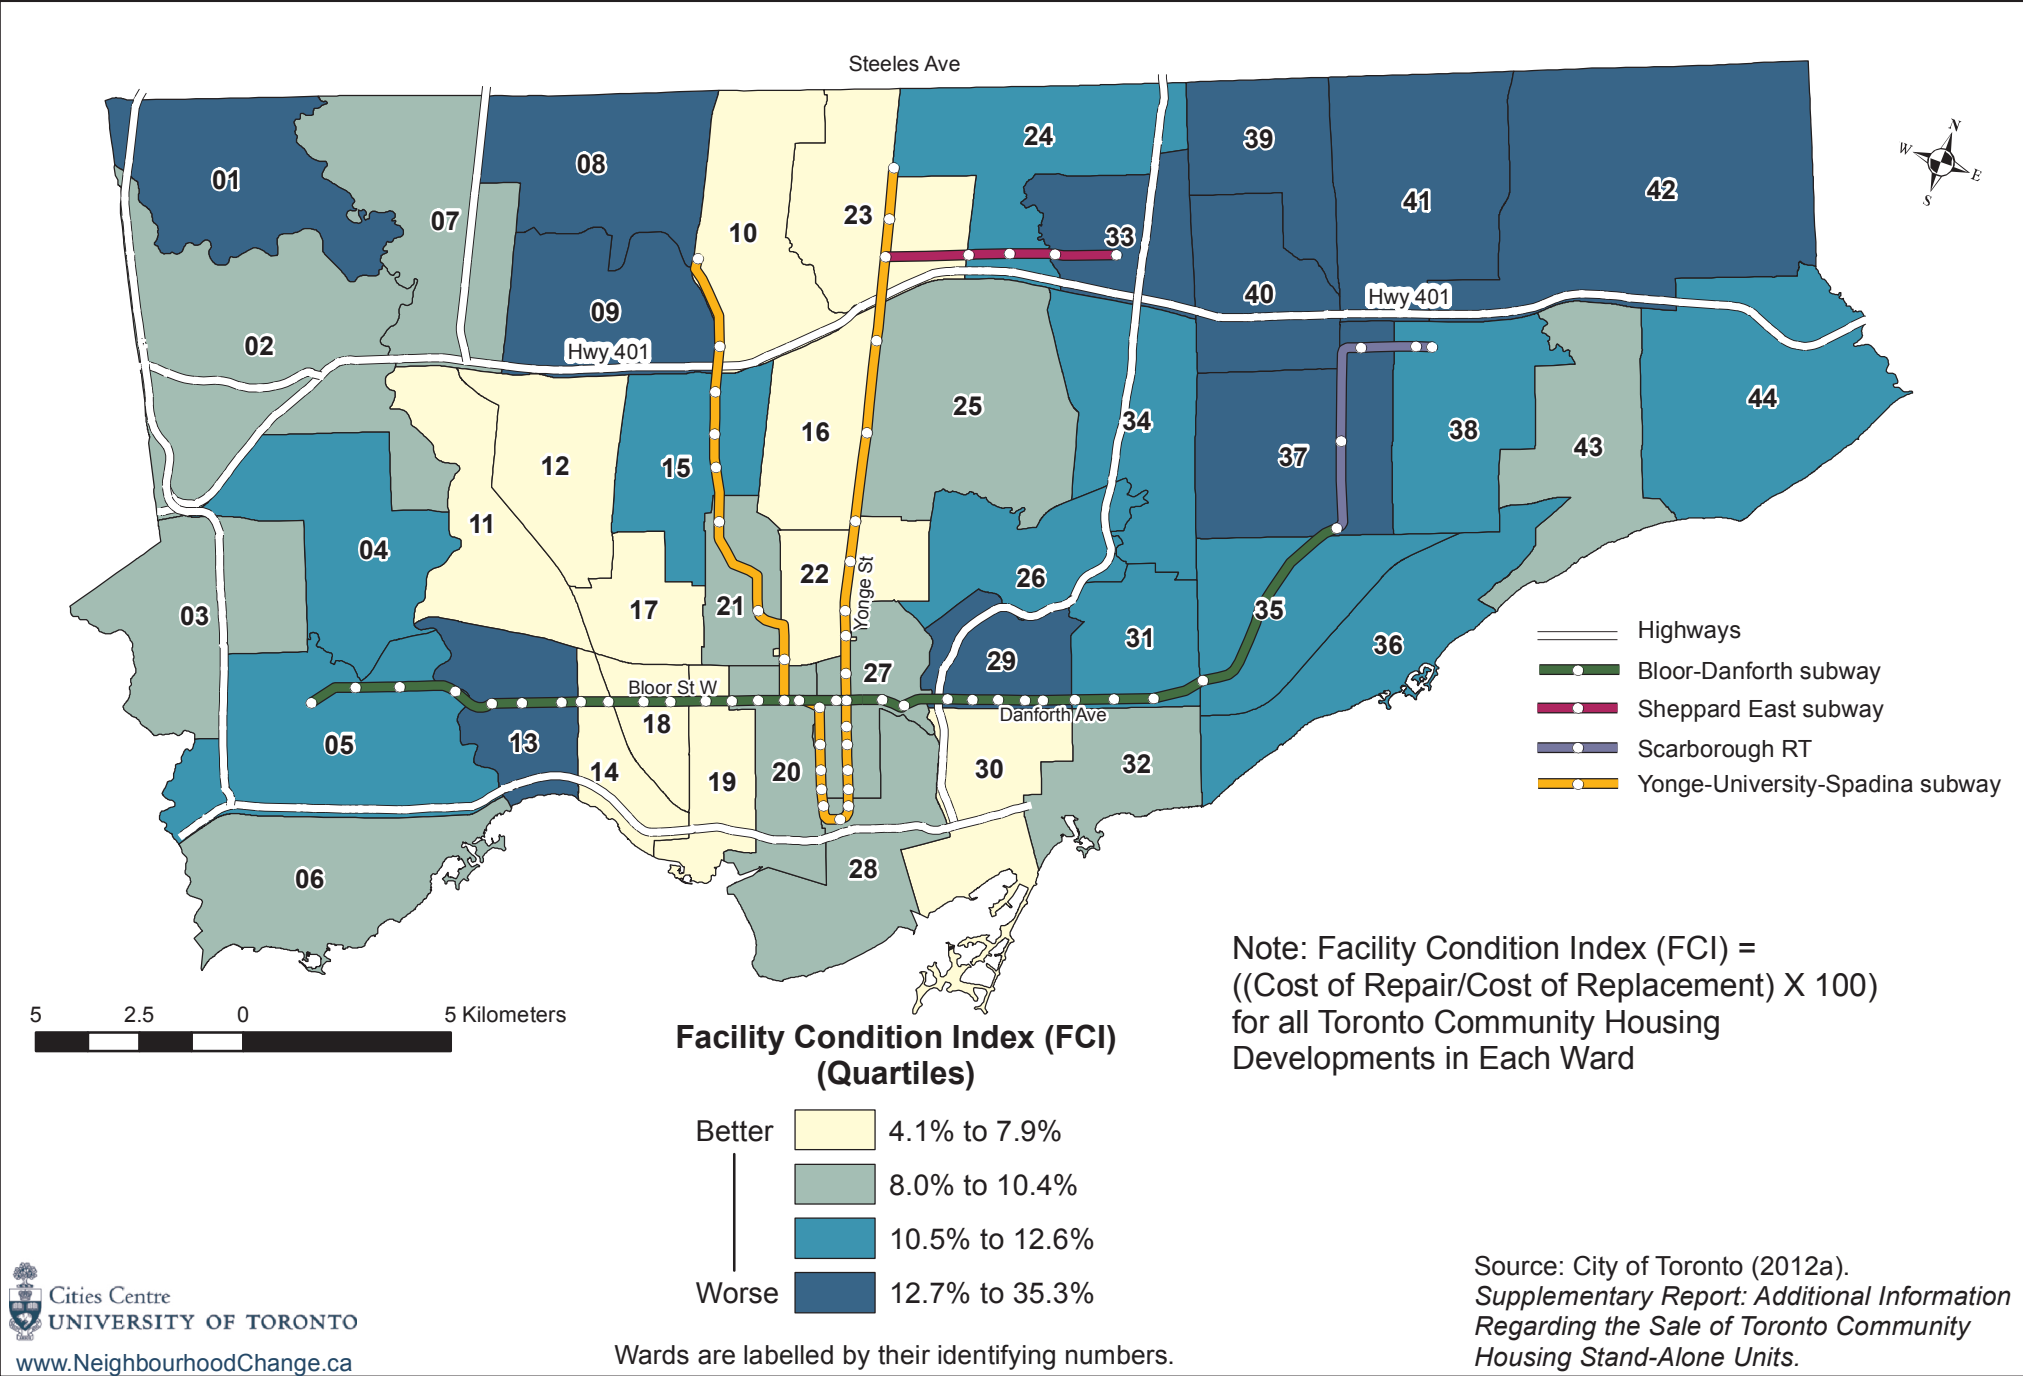 Steeles Ave
N
W
E
S
01
08
07
10
23
24
39
41
42
33
09
40
Hwy 401
02
Hwy 401
12
15
16
25
34
37
38
43
44
11
04
03
17
21
22
Yonge St
26
35
31
29
36
27
Bloor St W
18
Danforth Ave
05
13
14
19
20
30
32
06
28
Highways
Bloor-Danforth subway
Sheppard East subway
Scarborough RT
Yonge-University-Spadina subway
Note: Facility Condition Index (FCI) =
((Cost of Repair/Cost of Replacement) X 100)
for all Toronto Community Housing
Developments in Each Ward
5 2.5 0 5 Kilometers
Facility Condition Index (FCI)
(Quartiles)
Better 4.1% to 7.9%
8.0% to 10.4%
10.5% to 12.6%
Worse 12.7% to 35.3%
Wards are labelled by their identifying numbers.
Cities Centre
UNIVERSITY OF TORONTO
www.NeighbourhoodChange.ca
Source: City of Toronto (2012a).
Supplementary Report: Additional Information
Regarding the Sale of Toronto Community
Housing Stand-Alone Units.